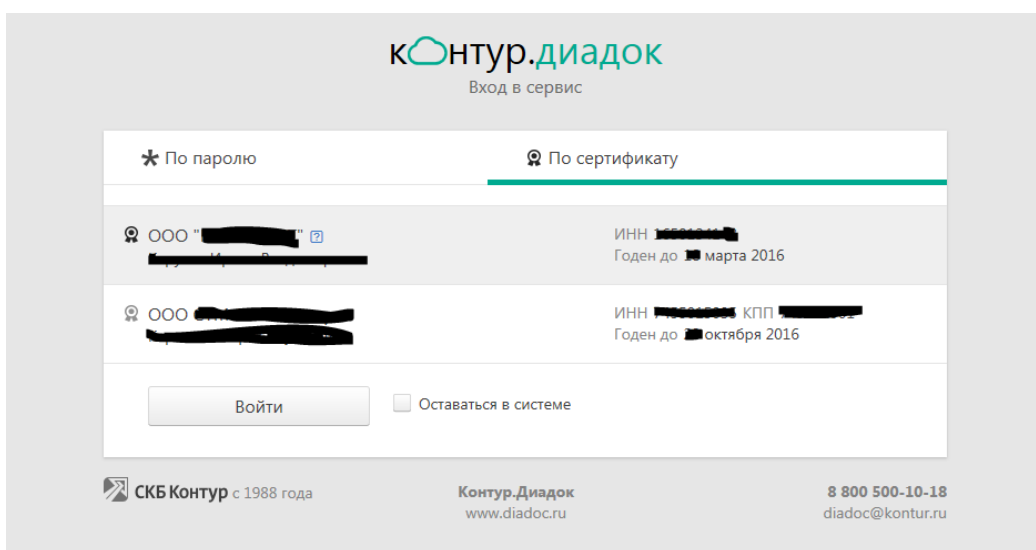 контур.диадок
Вход в сервис
По паролю
По сертификату
ООО " " ?
ИНН
Годен до марта 2016
ООО
ИНН КПП
Годен до октября 2016
Войти
Оставаться в системе
СКБ Контур с 1988 года
Контур.Диадок
www.diadoc.ru
8 800 500-10-18
diadoc@kontur.ru